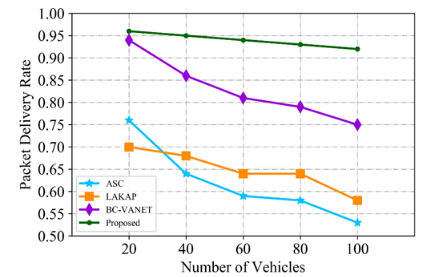 1.00
0.95
0.90
0.85
0.80
0.75
0.70
0.65
0.60
0.55
0.50
Packet Delivery Rate
ASC
LAKAP
BC-VANET
Proposed
20 40 60 80 100
Number of Vehicles